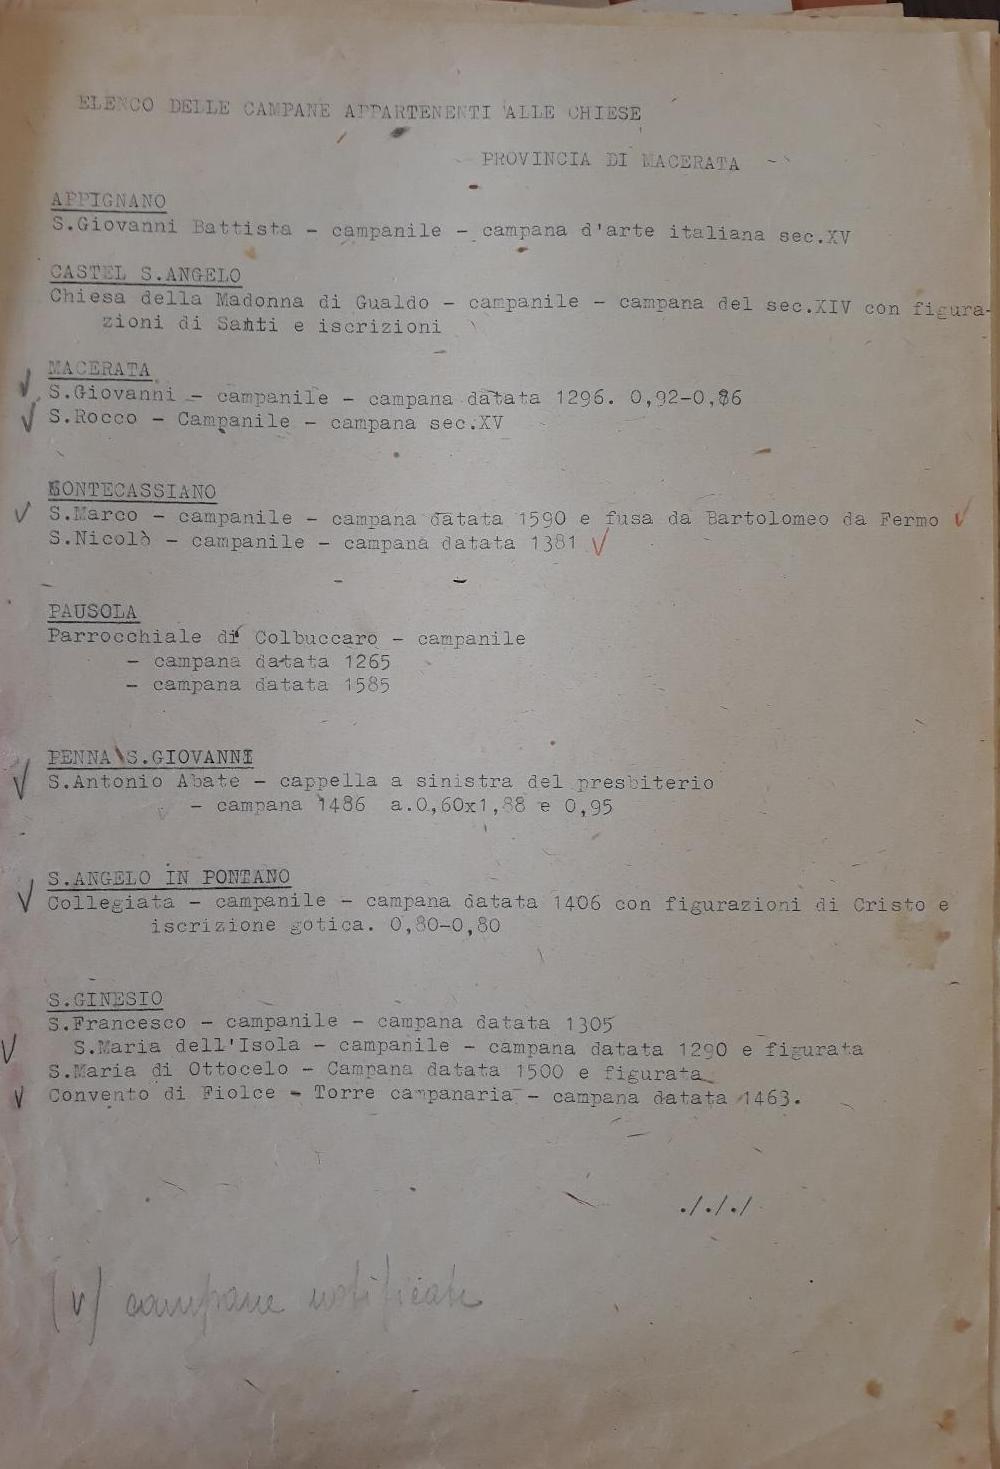 ELENCO DELLE CAMPANE APPARTENENTI ALLE CHIESE
PROVINCIA DI MACERATA -
APPIGNANO
S.Giovanni Battista - campanile - campana d'arte italiana sec.XV
CASTEL S.ANGELO
Chiesa della Madonna di Gualdo - campanile - campana del sec.XIV con figura-
zioni di Santi e iscrizioni
MACERATA
✓ S.Giovanni - campanile - campana datata 1296. 0,92-0,86
✓ S.Rocco - Campanile - campana sec.XV
MONTECASSIANO
✓ S.Marco - campanile - campana datata 1590 e fusa da Bartolomeo da Fermo ✓
S.Nicolò - campanile - campana datata 1381 ✓
PAUSOLA
Parrocchiale di Colbuccaro - campanile
- campana datata 1265
- campana datata 1585
PENNA S.GIOVANNI
✓ S.Antonio Abate - cappella a sinistra del presbiterio
- campana 1486 a.0,60x1,88 e 0,95
S.ANGELO IN PONTANO
✓ Collegiata - campanile - campana datata 1406 con figurazioni di Cristo e
iscrizione gotica. 0,80-0,80
S.GINESIO
S.Francesco - campanile - campana datata 1305
✓ S.Maria dell'Isola - campanile - campana datata 1290 e figurata
S.Maria di Ottocelo - Campana datata 1500 e figurata
✓ Convento di Fiolce - Torre campanaria - campana datata 1463.
./././
(v) campane notificate